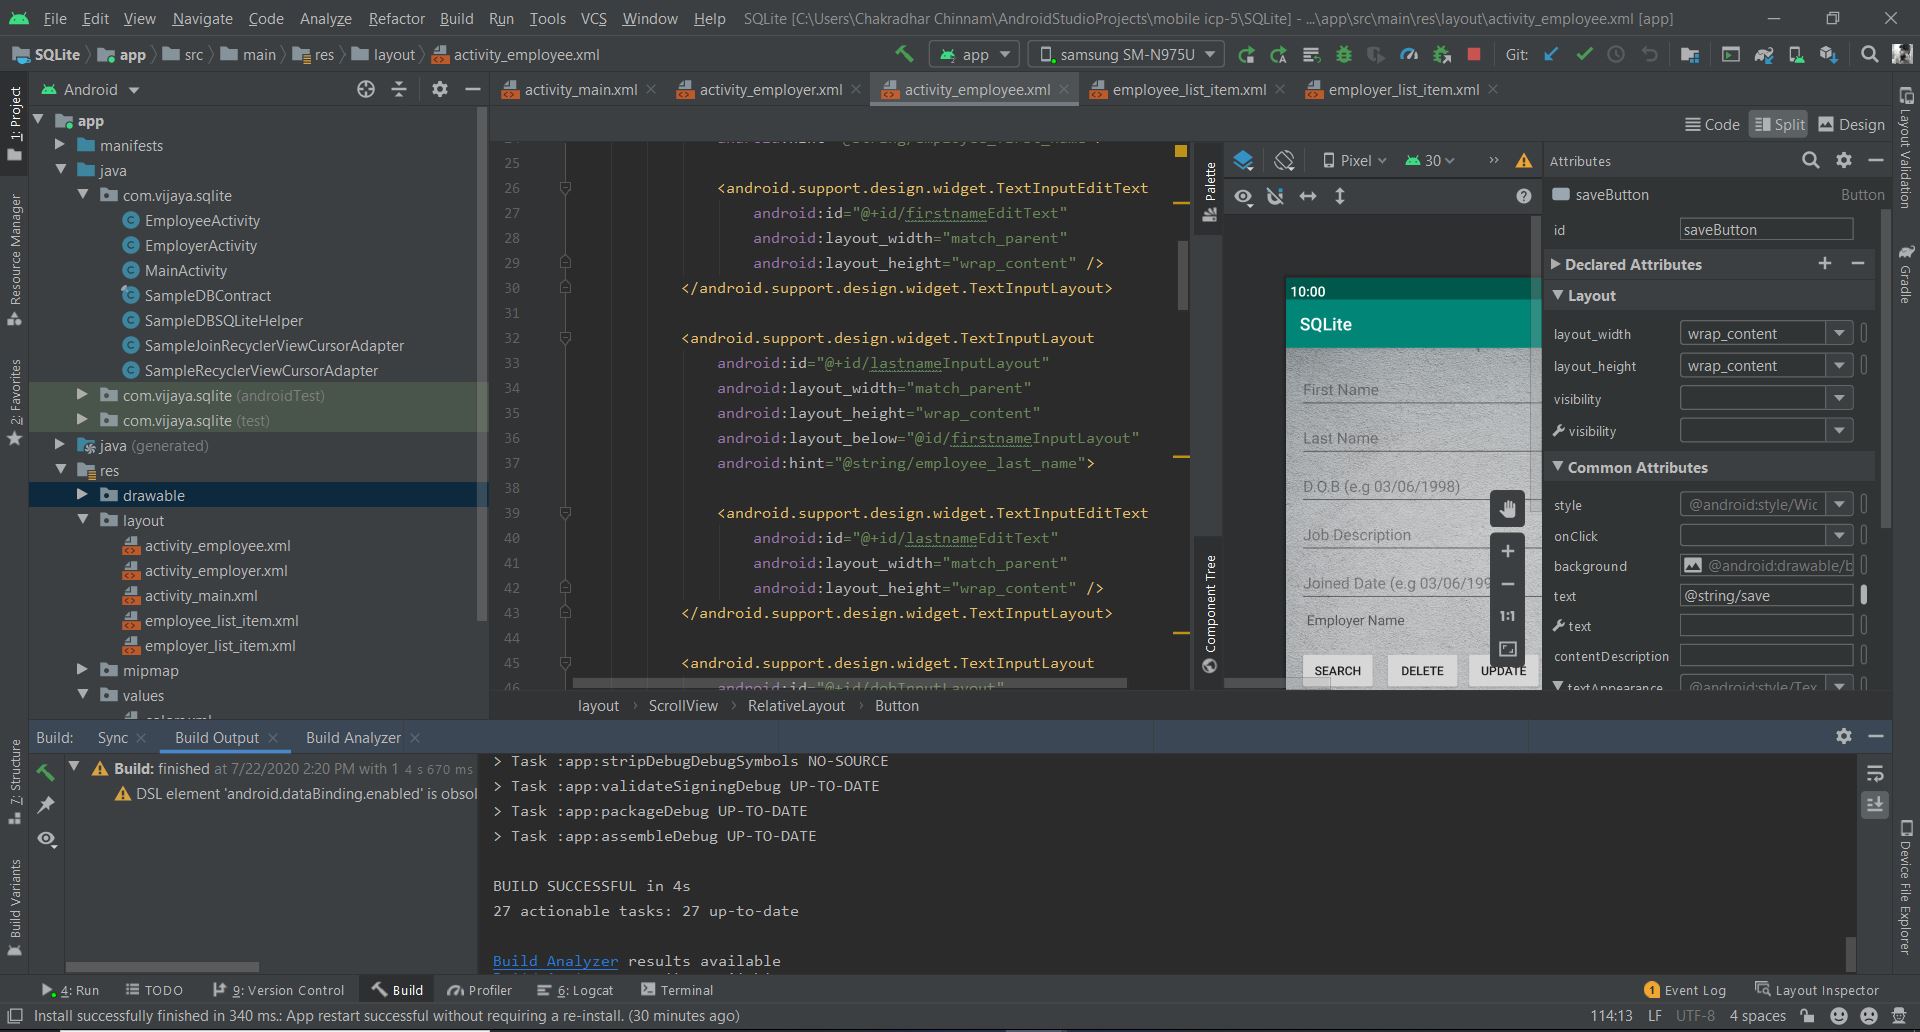 File Edit View Navigate Code Analyze Refactor Build Run Tools VCS Window Help SQLite [C:\Users\Chakradhar Chinnam\AndroidStudioProjects\mobile icp-5\SQLite] - ...\app\src\main\res\layout\activity_employee.xml [app]
SQLite app src main res layout activity_employee.xml app samsung SM-N975U Git:
Android
activity_main.xml activity_employer.xml activity_employee.xml employee_list_item.xml employer_list_item.xml
Code Split Design
1: Project
Resource Manager
2: Favorites
7: Structure
Build Variants
app
manifests
java
com.vijaya.sqlite
EmployeeActivity
EmployerActivity
MainActivity
SampleDBContract
SampleDBSQLiteHelper
SampleJoinRecyclerViewCursorAdapter
SampleRecyclerViewCursorAdapter
com.vijaya.sqlite (androidTest)
com.vijaya.sqlite (test)
java (generated)
res
drawable
layout
activity_employee.xml
activity_employer.xml
activity_main.xml
employee_list_item.xml
employer_list_item.xml
mipmap
values
25
26 <android.support.design.widget.TextInputEditText
27 android:id="@+id/firstnameEditText"
28 android:layout_width="match_parent"
29 android:layout_height="wrap_content" />
30 </android.support.design.widget.TextInputLayout>
31
32 <android.support.design.widget.TextInputLayout
33 android:id="@+id/lastnameInputLayout"
34 android:layout_width="match_parent"
35 android:layout_height="wrap_content"
36 android:layout_below="@id/firstnameInputLayout"
37 android:hint="@string/employee_last_name">
38
39 <android.support.design.widget.TextInputEditText
40 android:id="@+id/lastnameEditText"
41 android:layout_width="match_parent"
42 android:layout_height="wrap_content" />
43 </android.support.design.widget.TextInputLayout>
44
45 <android.support.design.widget.TextInputLayout
46 android:id="@+id/dobInputLayout"
layout ScrollView RelativeLayout Button
Palette
Component Tree
Pixel 30 »
10:00
SQLite
First Name
Last Name
D.O.B (e.g 03/06/1998)
Job Description
Joined Date (e.g 03/06/199
Employer Name
SEARCH DELETE UPDATE
1:1
Attributes
saveButton Button
id saveButton
Declared Attributes
Layout
layout_width wrap_content
layout_height wrap_content
visibility
visibility
Common Attributes
style @android:style/Wic
onClick
background @android:drawable/b
text @string/save
text
contentDescription
textAppearance @android:style/Tex
Layout Validation
Gradle
Device File Explorer
Build: Sync Build Output Build Analyzer
Build: finished at 7/22/2020 2:20 PM with 1 4 s 670 ms
DSL element 'android.dataBinding.enabled' is obsol
> Task :app:stripDebugDebugSymbols NO-SOURCE
> Task :app:validateSigningDebug UP-TO-DATE
> Task :app:packageDebug UP-TO-DATE
> Task :app:assembleDebug UP-TO-DATE
BUILD SUCCESSFUL in 4s
27 actionable tasks: 27 up-to-date
Build Analyzer results available
4: Run TODO 9: Version Control Build Profiler 6: Logcat Terminal 1 Event Log Layout Inspector
Install successfully finished in 340 ms.: App restart successful without requiring a re-install. (30 minutes ago) 114:13 LF UTF-8 4 spaces